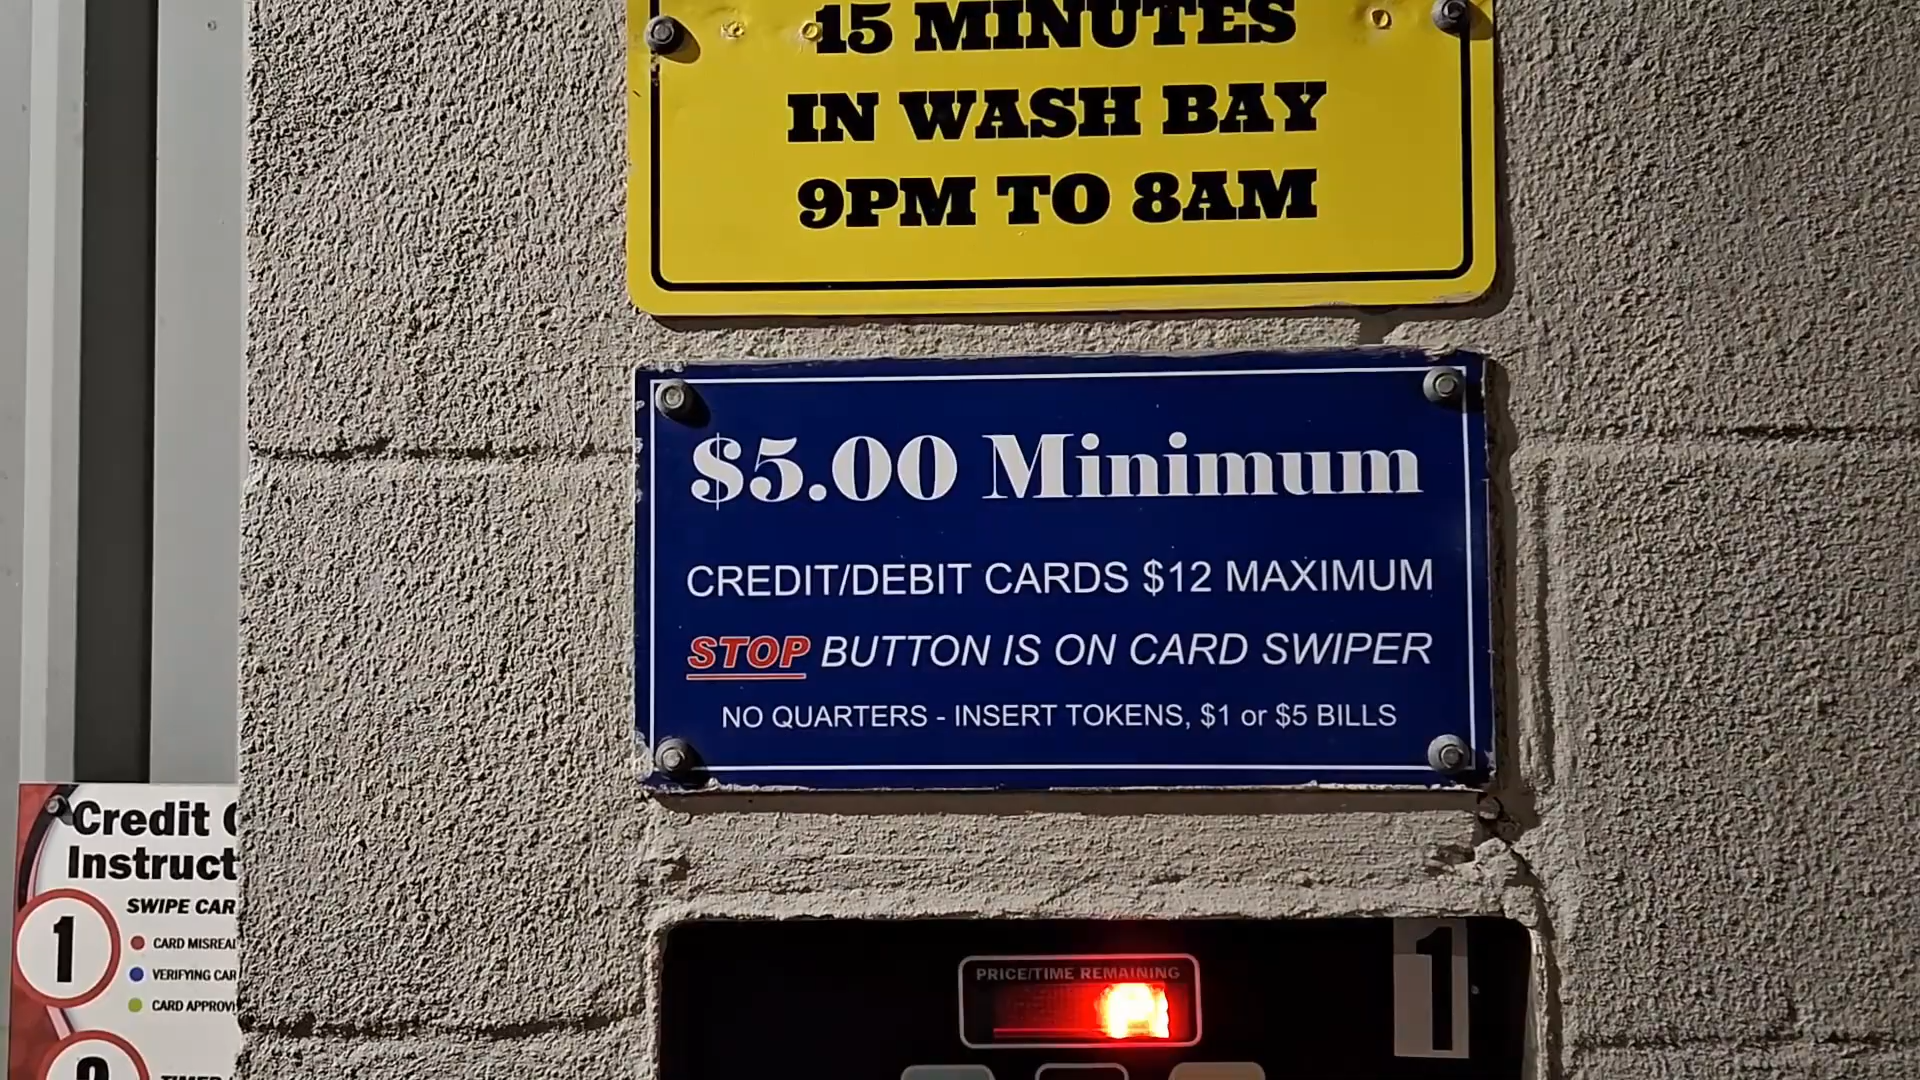 15 MINUTES
IN WASH BAY
9PM TO 8AM
$5.00 Minimum
CREDIT/DEBIT CARDS $12 MAXIMUM
STOP BUTTON IS ON CARD SWIPER
NO QUARTERS - INSERT TOKENS, $1 or $5 BILLS
Credit
Instruct
1
SWIPE CAR
CARD MISREA
VERIFYING CAR
CARD APPROV
PRICE/TIME REMAINING
1